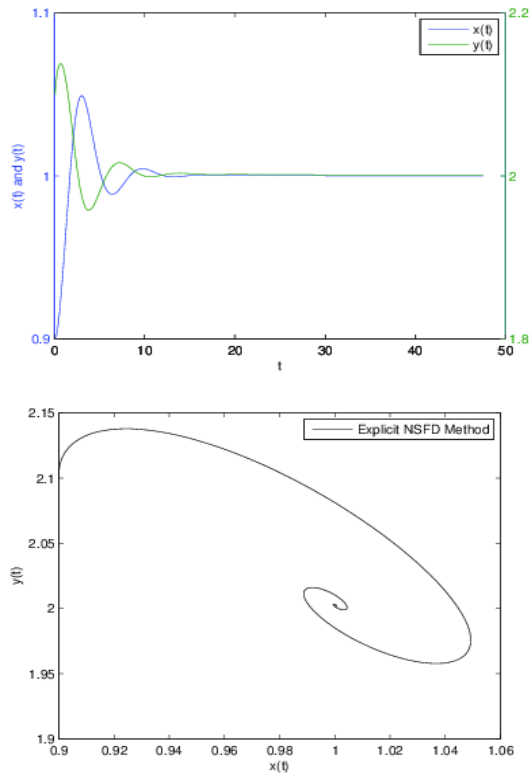 1.1
2.2
x(t)
y(t)
x(t) and y(t)
1
2
0.9
1.8
0 10 20 30 40 50
t
2.15
Explicit NSFD Method
2.1
2.05
y(t)
2
1.95
1.9
0.9 0.92 0.94 0.96 0.98 1 1.02 1.04 1.06
x(t)